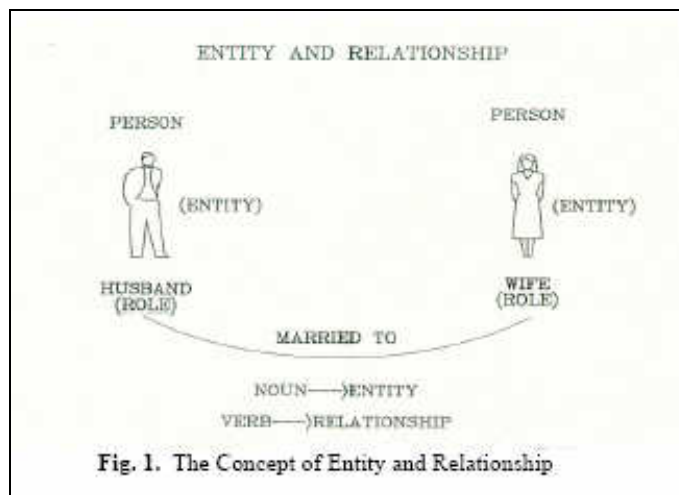 ENTITY AND RELATIONSHIP
PERSON
PERSON
(ENTITY)
(ENTITY)
HUSBAND
(ROLE)
WIFE
(ROLE)
MARRIED TO
NOUN——>ENTITY
VERB——>RELATIONSHIP
Fig. 1. The Concept of Entity and Relationship